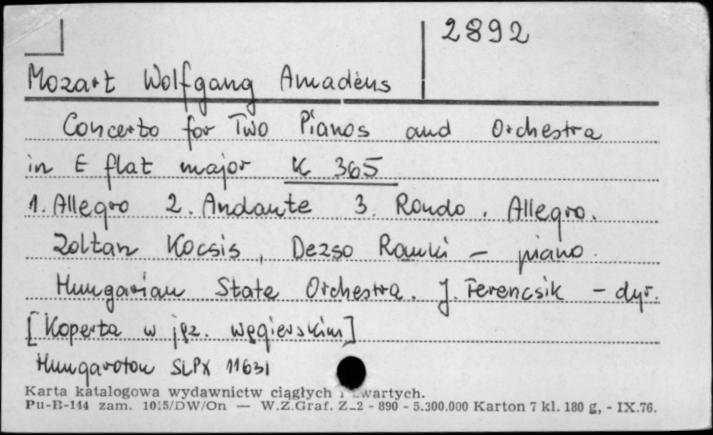 2892
Mozart Wolfgang Amadeus
Concerto for Two Pianos and Orchestra
in E flat major K 365
1. Allegro 2. Andante 3. Rondo. Allegro.
Zoltan Kocsis, Dezso Ranki – piano.
Hungarian State Orchestra. J. Ferencsik – dyr.
[Koperta w jęz. węgierskim]
Hungaroton SLPX 11631
Karta katalogowa wydawnictw ciągłych i zwartych.
Pu-B-144 zam. 1015/DW/On — W.Z.Graf. Z-2 - 890 - 5.300.000 Karton 7 kl. 180 g, - IX.76.